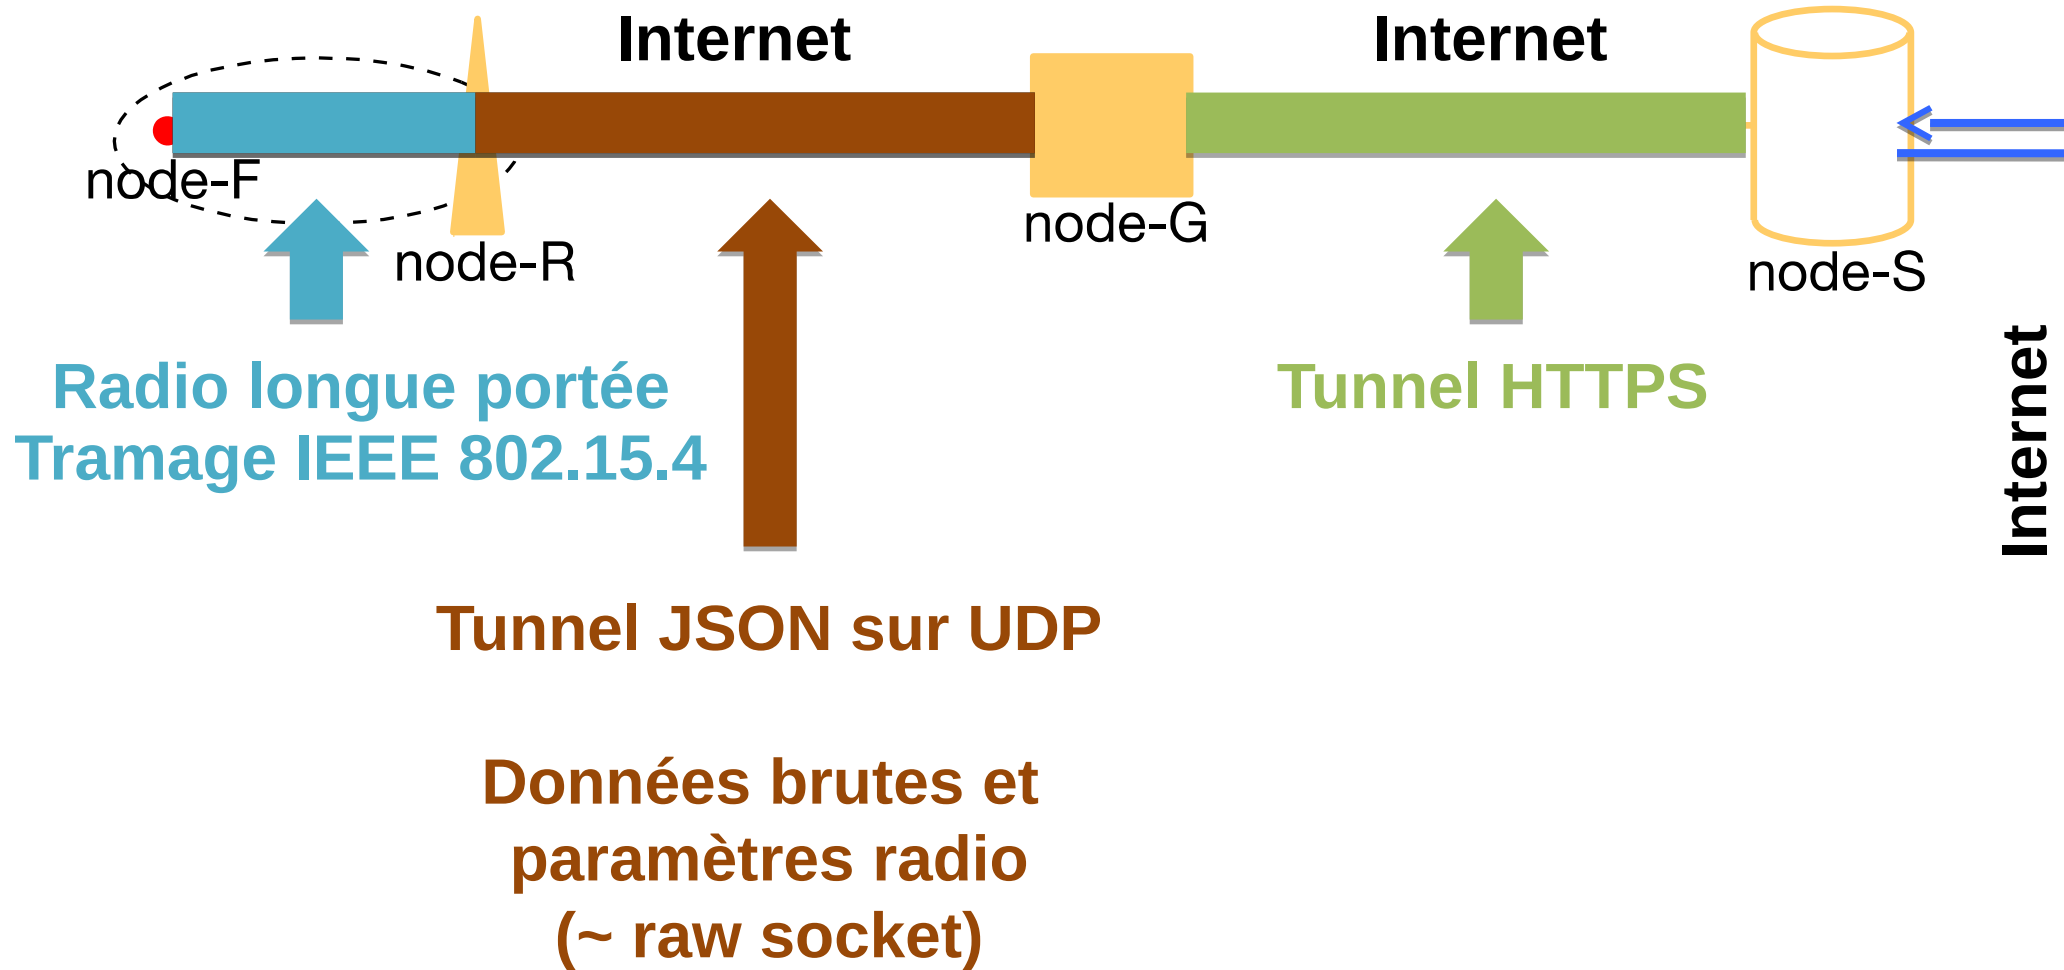 Internet
Internet
node-F
node-R
node-G
node-S
Radio longue portée
Tramage IEEE 802.15.4
Tunnel HTTPS
Internet
Tunnel JSON sur UDP
Données brutes et
paramètres radio
(~ raw socket)